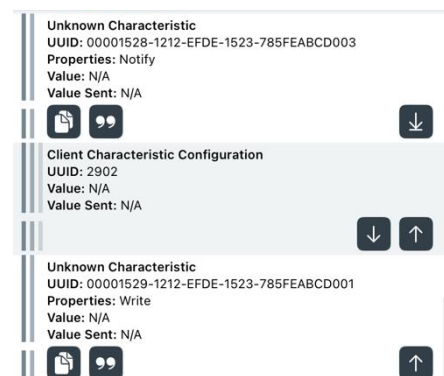 Unknown Characteristic
UUID: 00001528-1212-EFDE-1523-785FEABCD003
Properties: Notify
Value: N/A
Value Sent: N/A
Client Characteristic Configuration
UUID: 2902
Value: N/A
Value Sent: N/A
Unknown Characteristic
UUID: 00001529-1212-EFDE-1523-785FEABCD001
Properties: Write
Value: N/A
Value Sent: N/A